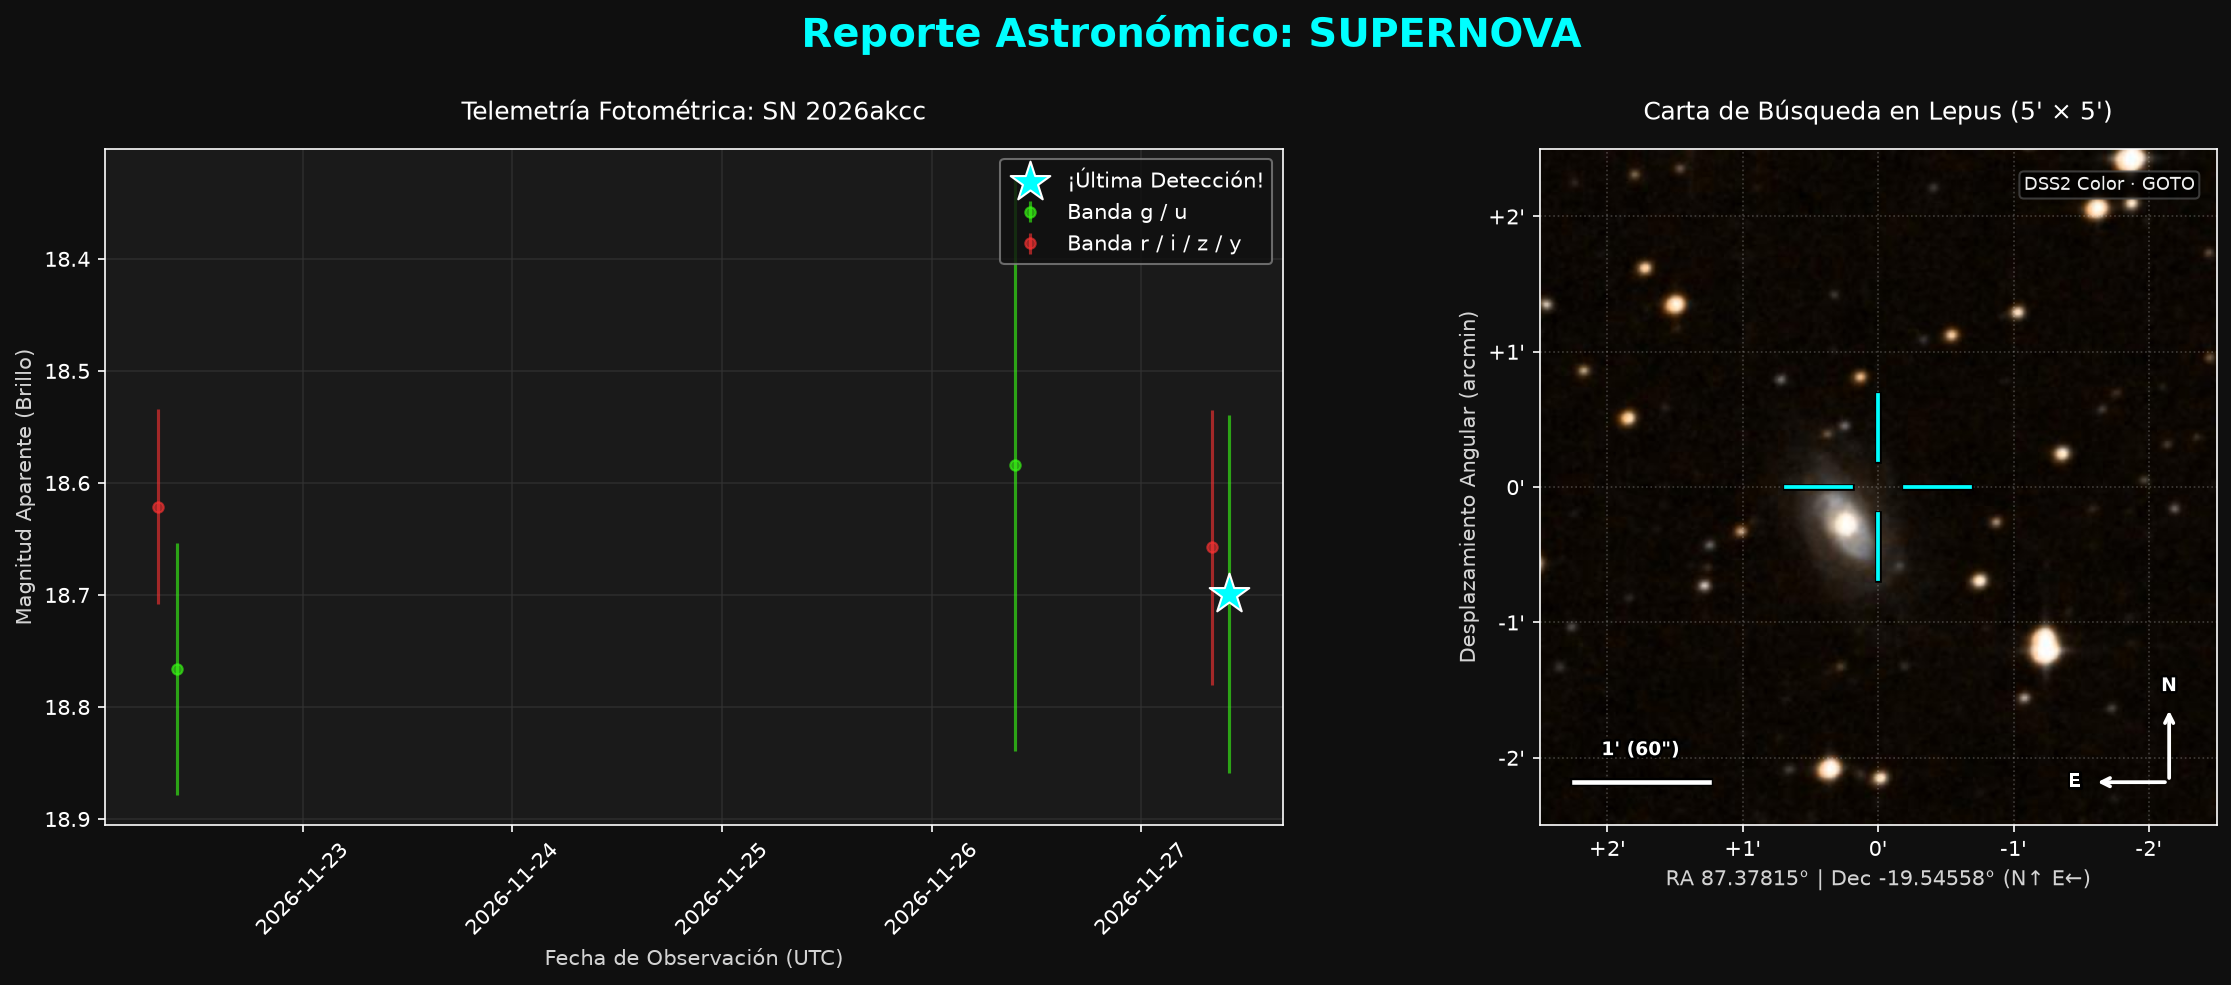 Reporte Astronómico: SUPERNOVA
Telemetría Fotométrica: SN 2026akcc
¡Última Detección!
Banda g / u
Banda r / i / z / y
Magnitud Aparente (Brillo)
18.4
18.5
18.6
18.7
18.8
18.9
2026-11-23
2026-11-24
2026-11-25
2026-11-26
2026-11-27
Fecha de Observación (UTC)
Carta de Búsqueda en Lepus (5' × 5')
DSS2 Color · GOTO
Desplazamiento Angular (arcmin)
+2'
+1'
0'
-1'
-2'
N
E
1' (60")
+2'
+1'
0'
-1'
-2'
RA 87.37815° | Dec -19.54558° (N↑ E←)